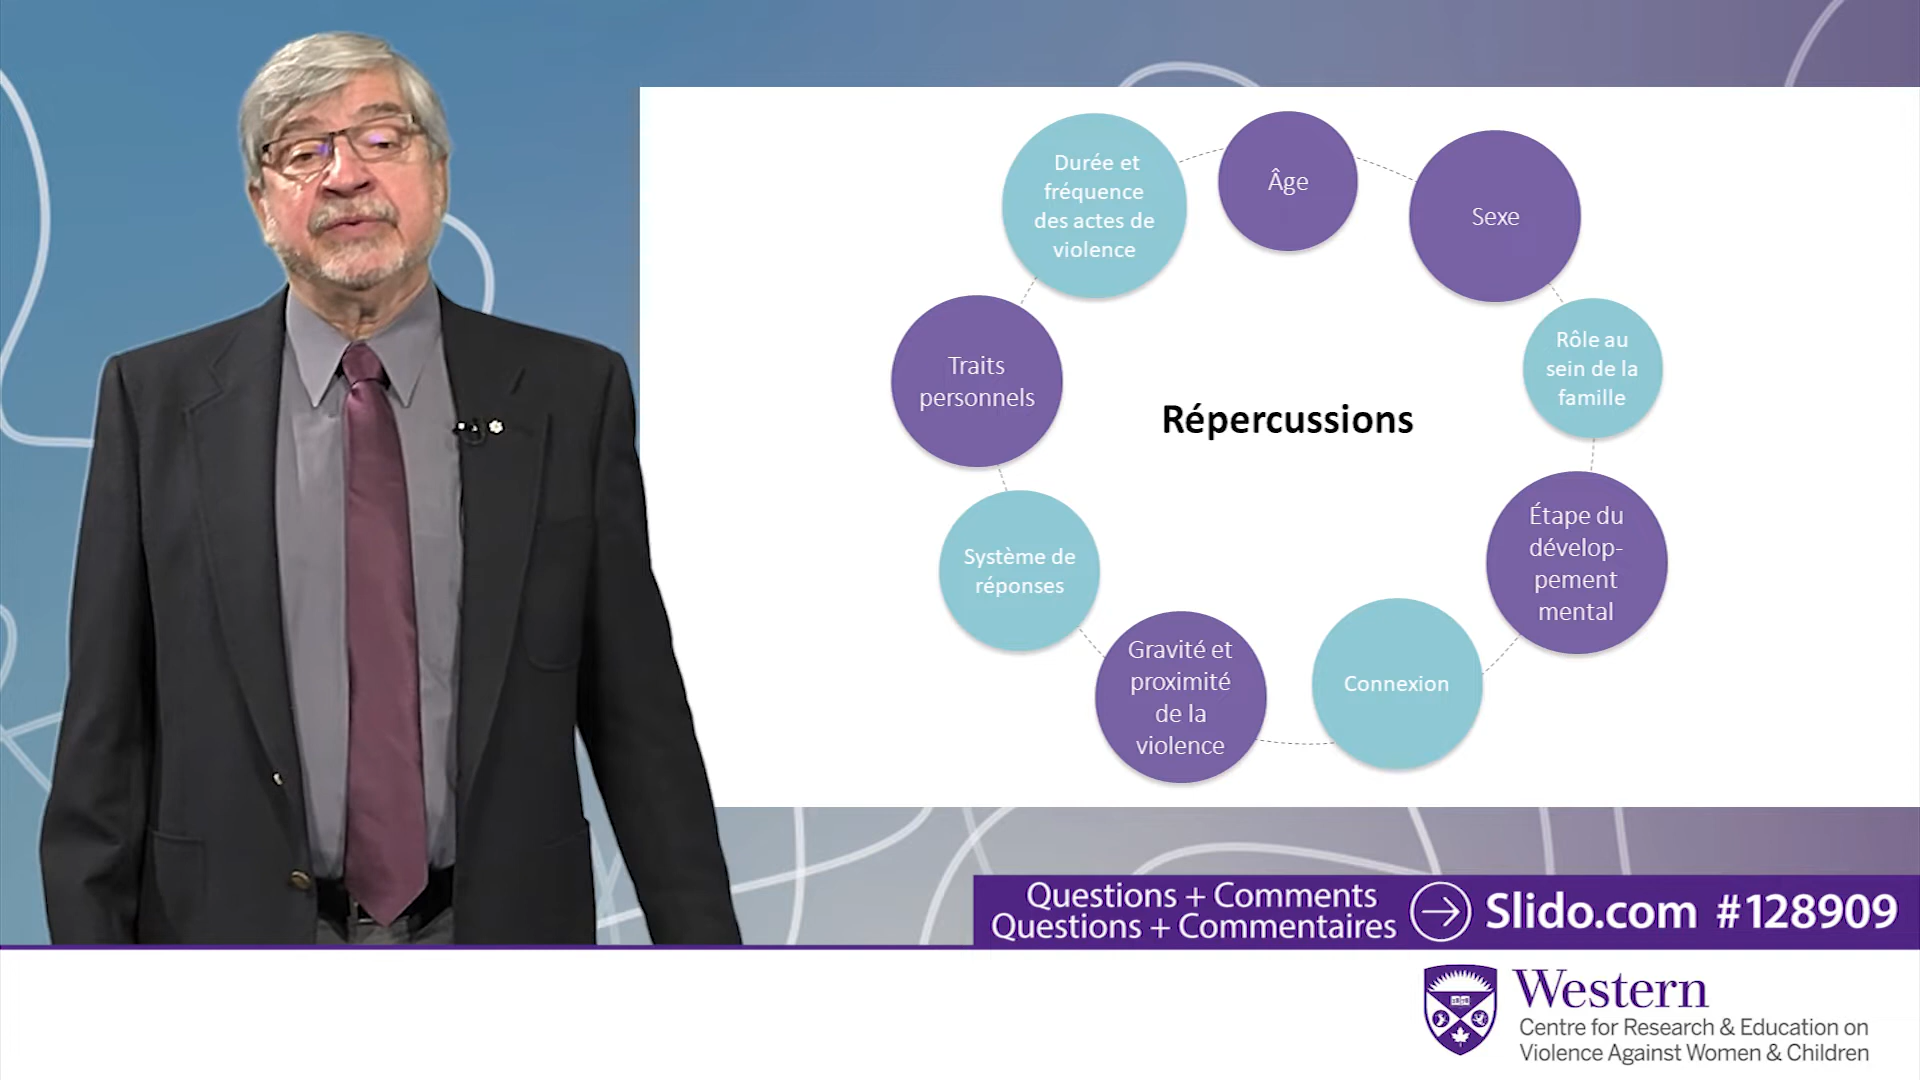 Durée et
fréquence
des actes de
violence
Âge
Sexe
Rôle au
sein de la
famille
Étape du
dévelop-
pement
mental
Connexion
Gravité et
proximité
de la
violence
Système de
réponses
Traits
personnels
Répercussions
Questions + Comments
Questions + Commentaires
Slido.com #128909
Western
Centre for Research & Education on
Violence Against Women & Children